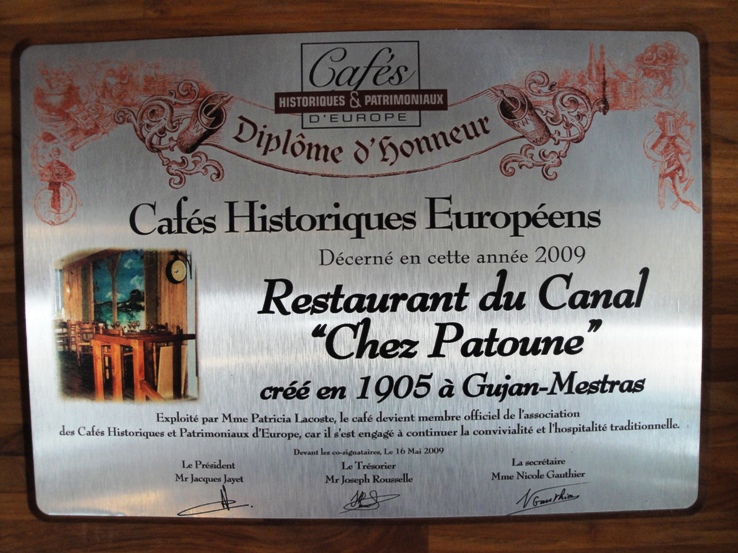 Cafés
HISTORIQUES & PATRIMONIAUX
D'EUROPE
Diplôme d'Honneur
Cafés Historiques Européens
Décerné en cette année 2009
Restaurant du Canal
“Chez Patoune”
créé en 1905 à Gujan-Mestras
Exploité par Mme Patricia Lacoste, le café devient membre officiel de l'association
des Cafés Historiques et Patrimoniaux d'Europe, car il s'est engagé à continuer la convivialité et l'hospitalité traditionnelle.
Devant les co-signataires, Le 16 Mai 2009
Le Président
Mr Jacques Jayet
Le Trésorier
Mr Joseph Rousselle
La secrétaire
Mme Nicole Gauthier